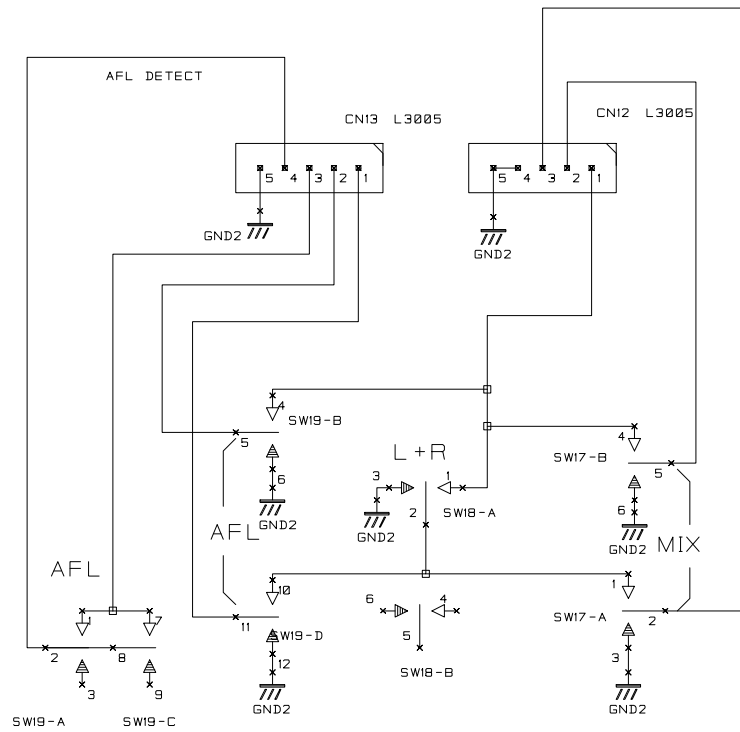 AFL DETECT
CN13 L3005
CN12 L3005
5 4 3 2 1
5 4 3 2 1
GND2
GND2
4
SW19-B
5
6
GND2
L+R
3 1
2
SW18-A
GND2
4
SW17-B
5
6
GND2
AFL
MIX
AFL
10
11
SW19-D
12
GND2
6 4
5
SW18-B
1
SW17-A
2
3
GND2
1 7
2 8
3 9
SW19-A SW19-C